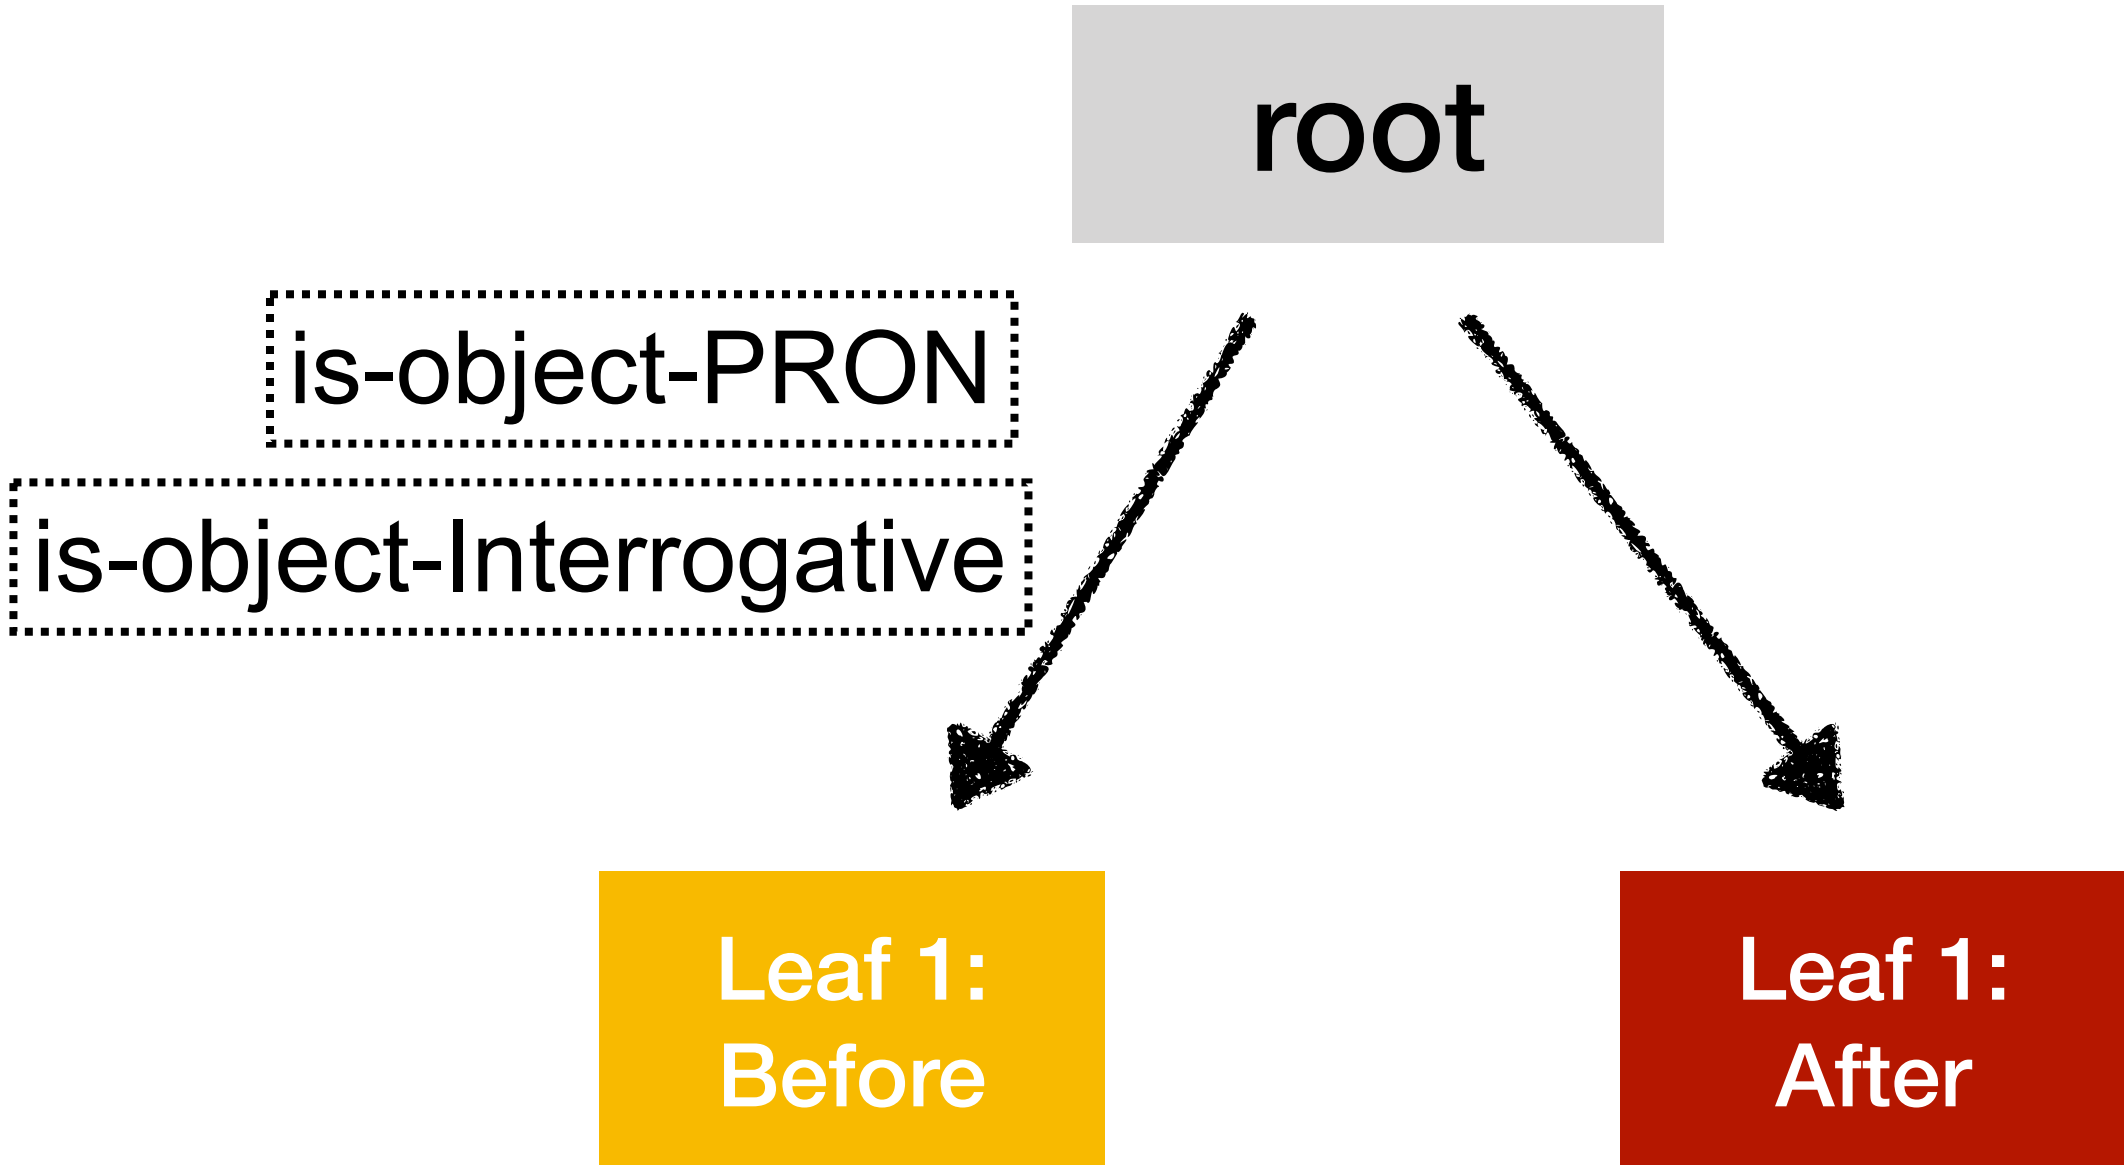 root
is-object-PRON
is-object-Interrogative
Leaf 1:
Before
Leaf 1:
After